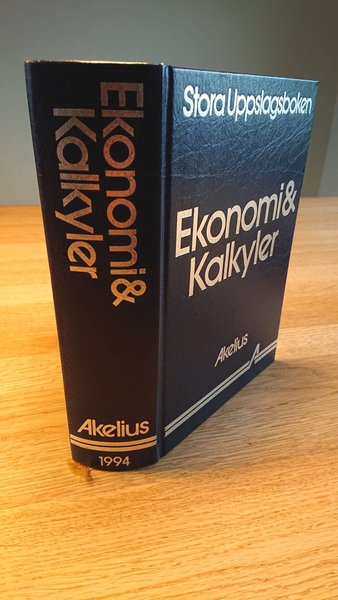 Ekonomi&
Kalkyler
Akelius
1994
Stora Uppslagsboken
Ekonomi&
Kalkyler
Akelius
A